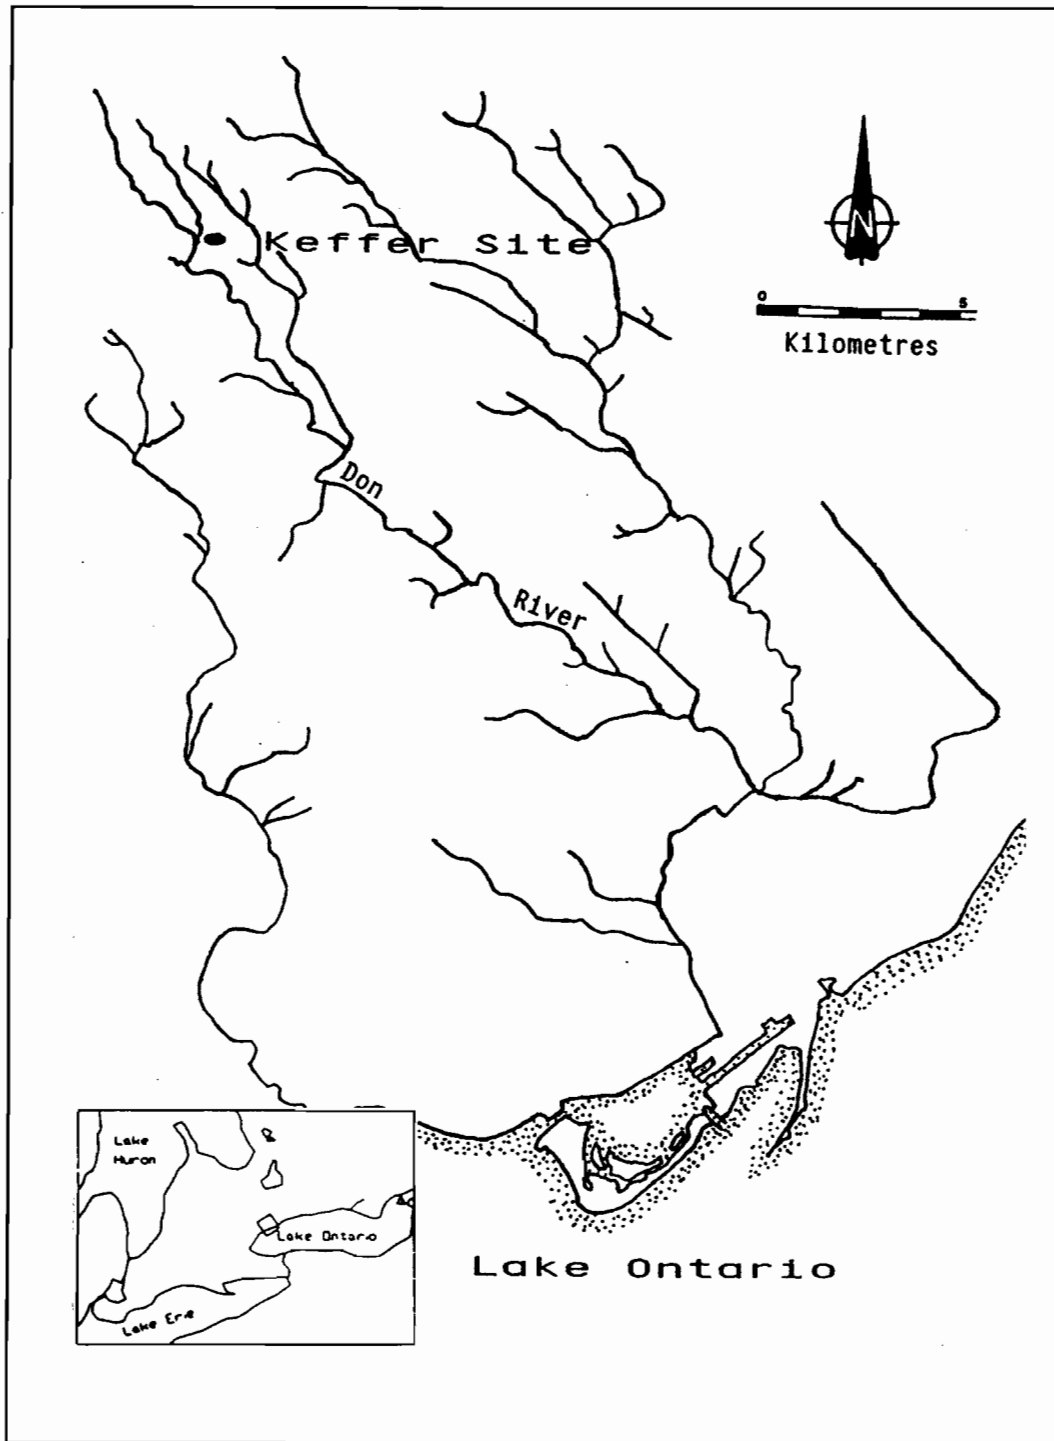 Keffer Site
N
0 5
Kilometres
Don
River
Lake
Huron
Lake Ontario
Lake Erie
Lake Ontario